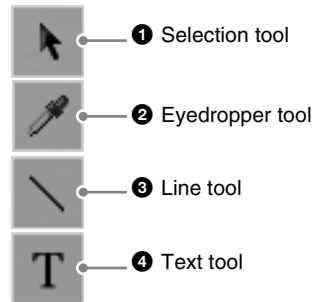 ❶ Selection tool
❷ Eyedropper tool
❸ Line tool
T ❹ Text tool